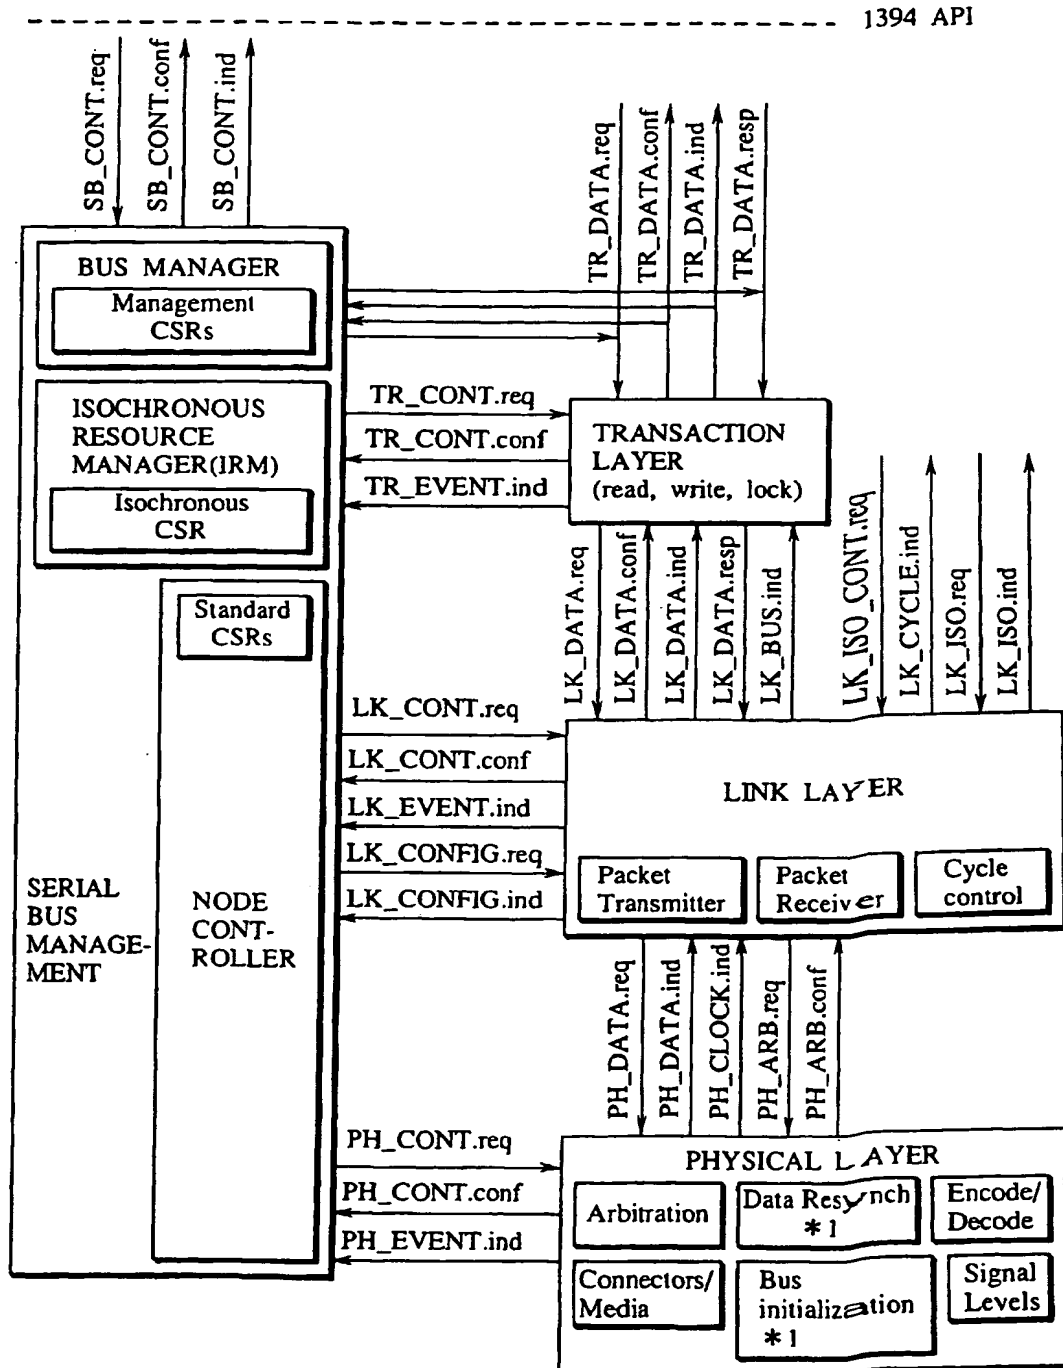 1394 API
SB_CONT.req
SB_CONT.conf
SB_CONT.ind
TR_DATA.req
TR_DATA.conf
TR_DATA.ind
TR_DATA.resp
BUS MANAGER
Management
CSRs
ISOCHRONOUS
RESOURCE
MANAGER(IRM)
Isochronous
CSR
TR_CONT.req
TR_CONT.conf
TR_EVENT.ind
TRANSACTION
LAYER
(read, write, lock)
LK_DATA.req
LK_DATA.conf
LK_DATA.ind
LK_DATA.resp
LK_BUS.ind
LK_ISO_CONT.req
LK_CYCLE.ind
LK_ISO.req
LK_ISO.ind
Standard
CSRs
LK_CONT.req
LK_CONT.conf
LK_EVENT.ind
LK_CONFIG.req
LK_CONFIG.ind
LINK LAYER
Packet
Transmitter
Packet
Receiver
Cycle
control
SERIAL
BUS
MANAGE-
MENT
NODE
CONT-
ROLLER
PH_DATA.req
PH_DATA.ind
PH_CLOCK.ind
PH_ARB.req
PH_ARB.conf
PH_CONT.req
PH_CONT.conf
PH_EVENT.ind
PHYSICAL LAYER
Arbitration
Data Resynch
*1
Encode/
Decode
Connectors/
Media
Bus
initialization
*1
Signal
Levels